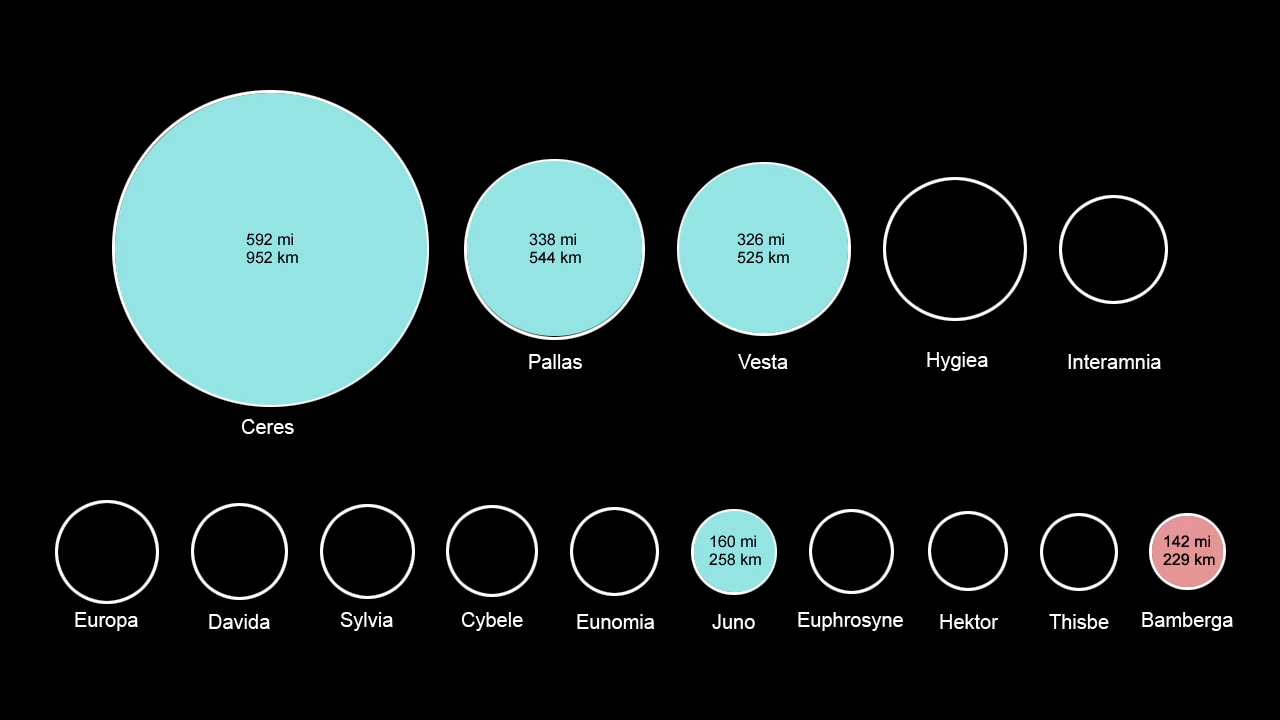 592 mi
952 km
338 mi
544 km
326 mi
525 km
Pallas
Vesta
Hygiea
Interamnia
Ceres
160 mi
258 km
142 mi
229 km
Europa
Davida
Sylvia
Cybele
Eunomia
Juno
Euphrosyne
Hektor
Thisbe
Bamberga